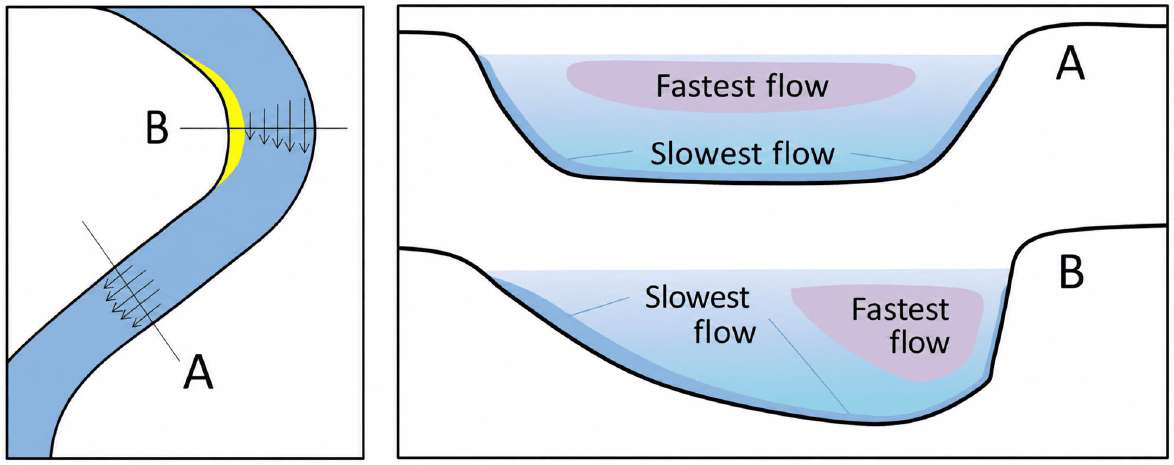 B
A
A
Fastest flow
Slowest flow
B
Slowest
flow
Fastest
flow